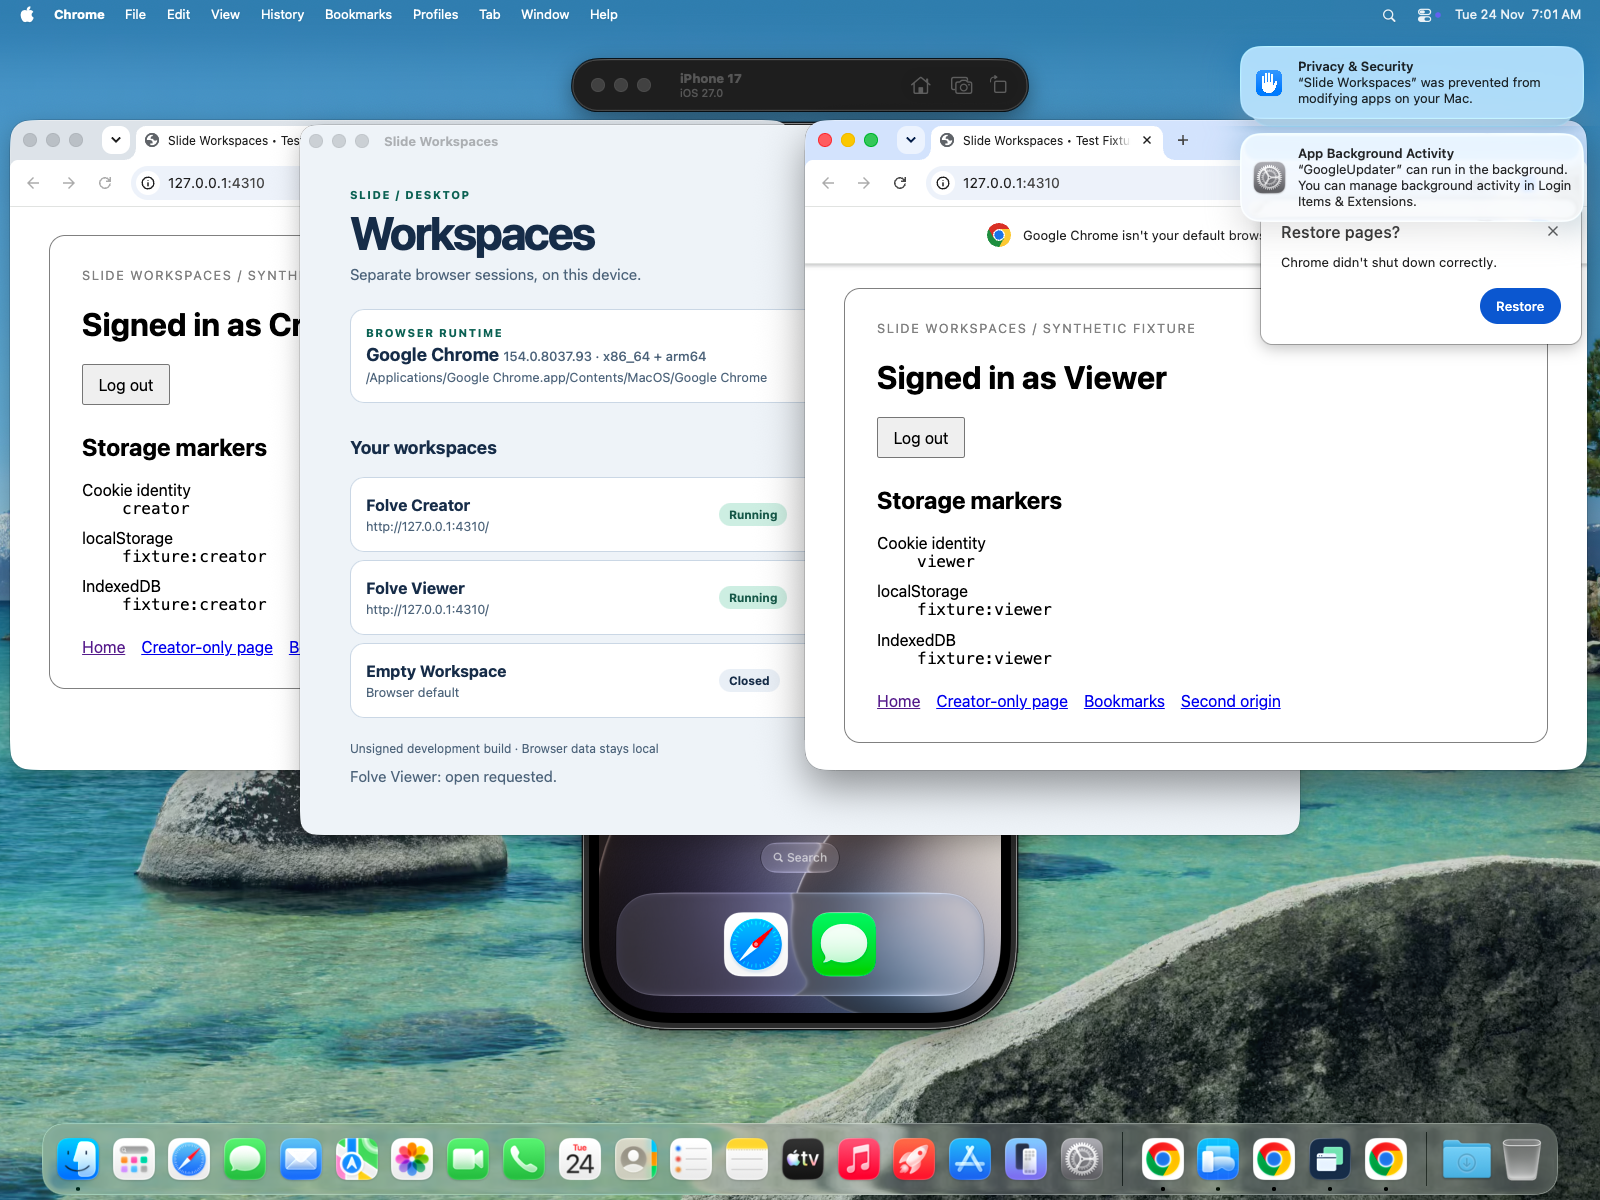 Chrome File Edit View History Bookmarks Profiles Tab Window Help
Tue 24 Nov 7:01 AM
iPhone 17
iOS 27.0
Privacy & Security
“Slide Workspaces” was prevented from
modifying apps on your Mac.
App Background Activity
“GoogleUpdater” can run in the background.
You can manage background activity in Login
Items & Extensions.
Restore pages?
Chrome didn't shut down correctly.
Restore
Slide Workspaces • Tes
127.0.0.1:4310
SLIDE WORKSPACES / SYNTH
Signed in as Cr
Log out
Storage markers
Cookie identity
creator
localStorage
fixture:creator
IndexedDB
fixture:creator
Home Creator-only page B
Slide Workspaces
SLIDE / DESKTOP
Workspaces
Separate browser sessions, on this device.
BROWSER RUNTIME
Google Chrome 154.0.8037.93 · x86_64 + arm64
/Applications/Google Chrome.app/Contents/MacOS/Google Chrome
Your workspaces
Folve Creator
http://127.0.0.1:4310/
Running
Folve Viewer
http://127.0.0.1:4310/
Running
Empty Workspace
Browser default
Closed
Unsigned development build · Browser data stays local
Folve Viewer: open requested.
Slide Workspaces • Test Fixtu
127.0.0.1:4310
Google Chrome isn't your default brow
SLIDE WORKSPACES / SYNTHETIC FIXTURE
Signed in as Viewer
Log out
Storage markers
Cookie identity
viewer
localStorage
fixture:viewer
IndexedDB
fixture:viewer
Home Creator-only page Bookmarks Second origin
Search
Tue
24
tv